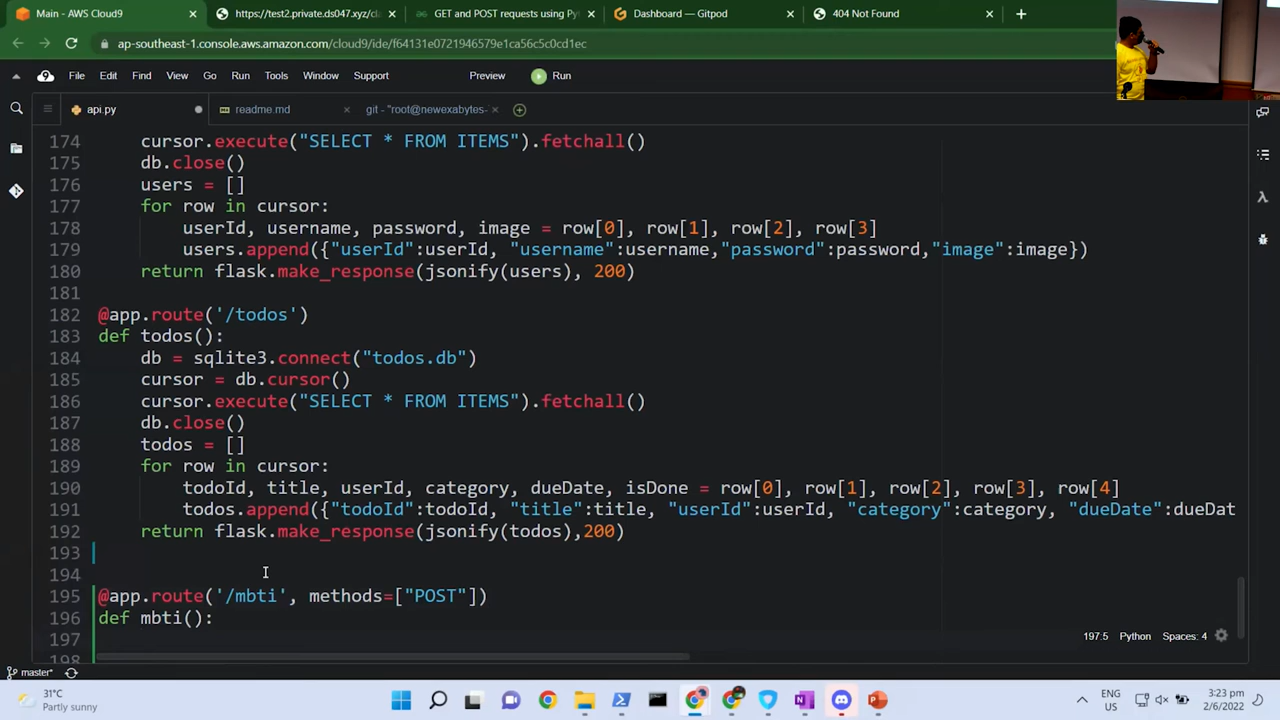 Main - AWS Cloud9
https://test2.private.ds047.xyz/cl
GET and POST requests using Py
Dashboard — Gitpod
404 Not Found
ap-southeast-1.console.aws.amazon.com/cloud9/ide/f64131e0721946579e1ca56c5c0cd1ec
File Edit Find View Go Run Tools Window Support Preview Run
api.py readme.md git - "root@newexabytes-
174 cursor.execute("SELECT * FROM ITEMS").fetchall()
175 db.close()
176 users = []
177 for row in cursor:
178 userId, username, password, image = row[0], row[1], row[2], row[3]
179 users.append({"userId":userId, "username":username,"password":password,"image":image})
180 return flask.make_response(jsonify(users), 200)
181
182 @app.route('/todos')
183 def todos():
184 db = sqlite3.connect("todos.db")
185 cursor = db.cursor()
186 cursor.execute("SELECT * FROM ITEMS").fetchall()
187 db.close()
188 todos = []
189 for row in cursor:
190 todoId, title, userId, category, dueDate, isDone = row[0], row[1], row[2], row[3], row[4]
191 todos.append({"todoId":todoId, "title":title, "userId":userId, "category":category, "dueDate":dueDat
192 return flask.make_response(jsonify(todos),200)
193
194
195 @app.route('/mbti', methods=["POST"])
196 def mbti():
197
198
197:5 Python Spaces: 4
master*
31°C
Partly sunny
ENG
US
3:23 pm
2/6/2022